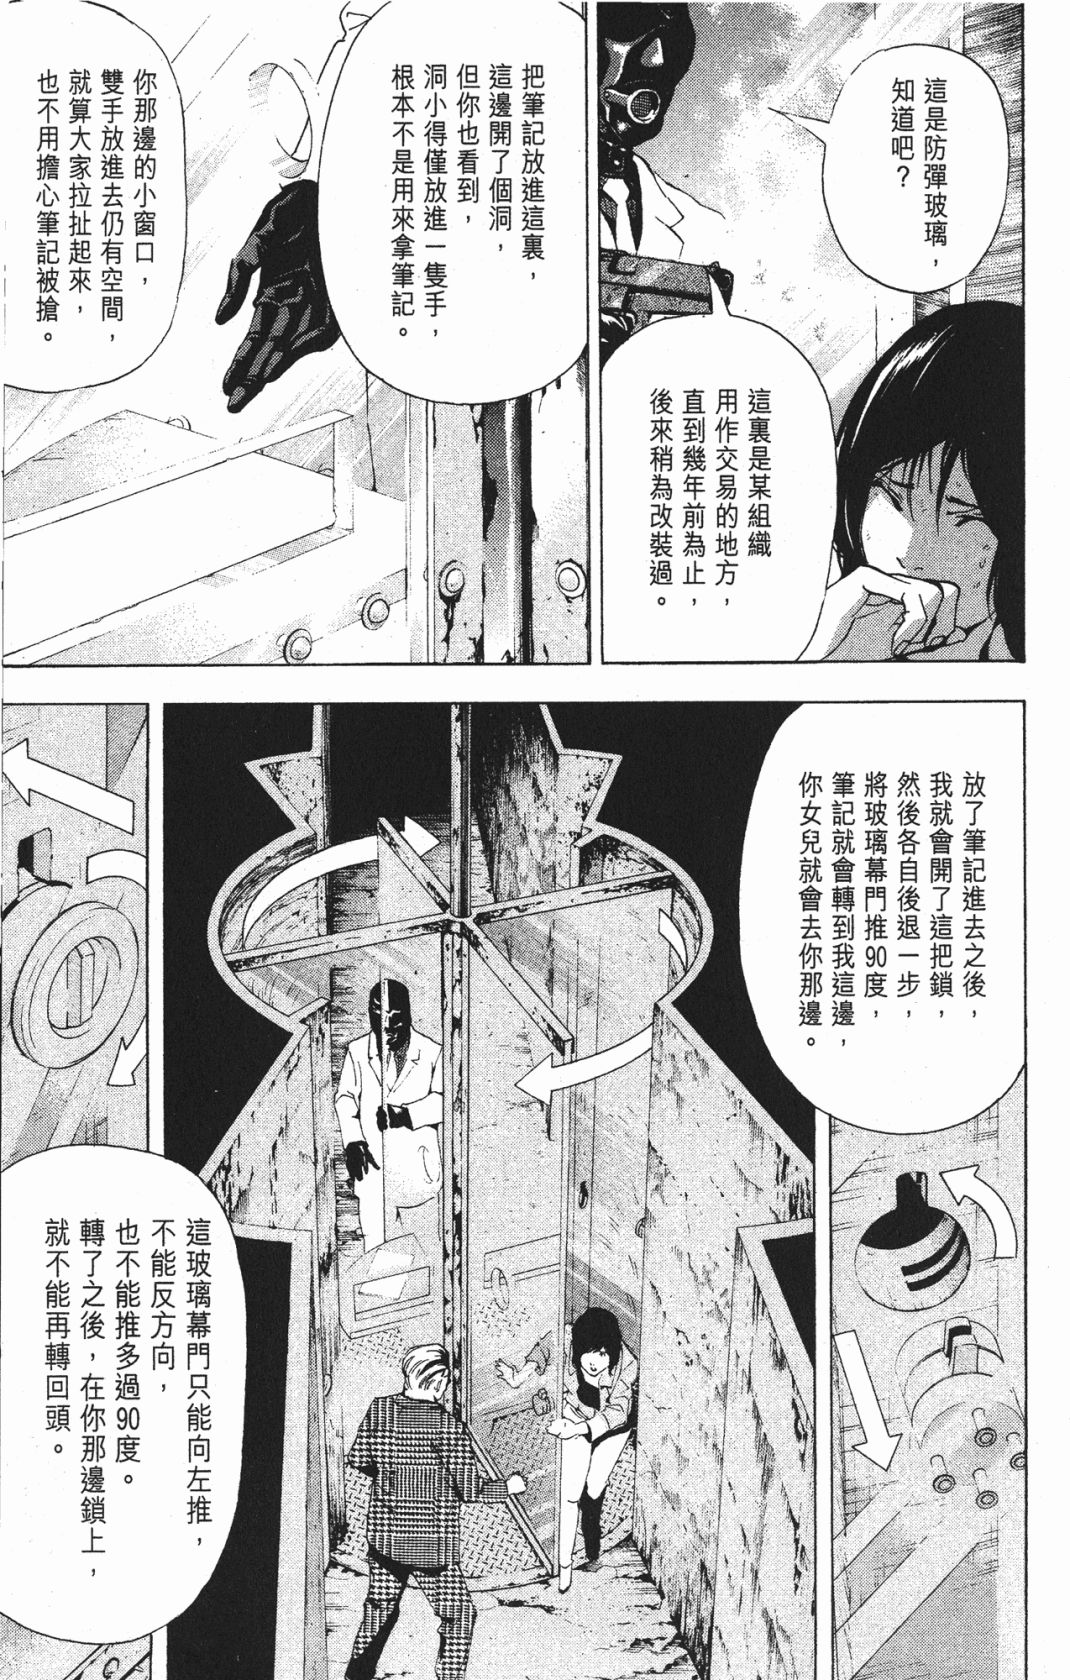 這是防彈玻璃，
知道吧？
這裏是某組織
用作交易的地方，
直到幾年前為止，
後來稍為改裝過。
把筆記放進這裏，
這邊開了個洞，
但你也看到，
洞小得僅放進一隻手，
根本不是用來拿筆記。
你那邊的小窗口，
雙手放進去仍有空間，
就算大家拉扯起來，
也不用擔心筆記被搶。
放了筆記進去之後，
我就會開了這把鎖，
然後各自後退一步，
將玻璃幕門推90度，
筆記就會轉到我這邊，
你女兒就會去你那邊。
這玻璃幕門只能向左推，
不能反方向，
也不能推多過90度。
轉了之後，在你那邊鎖上，
就不能再轉回頭。